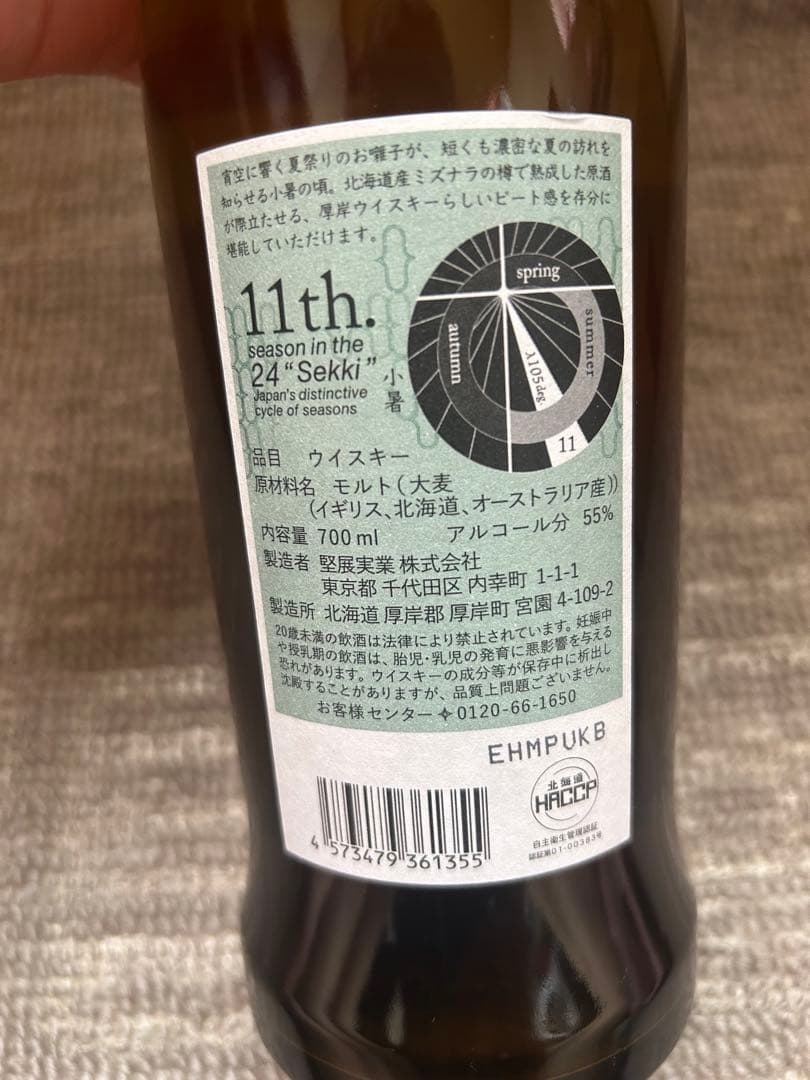 宵空に響く夏祭りのお囃子が、短くも濃密な夏の訪れを
知らせる小暑の頃。北海道産ミズナラの樽で熟成した原酒
が際立たせる、厚岸ウイスキーらしいピート感を存分に
堪能していただけます。
spring
summer
autumn
λ105deg.
11
11th.
season in the
24 “Sekki”
小暑
Japan's distinctive
cycle of seasons
品目 ウイスキー
原材料名 モルト（大麦
（イギリス、北海道、オーストラリア産））
内容量 700 ml アルコール分 55%
製造者 堅展実業 株式会社
東京都 千代田区 内幸町 1-1-1
製造所 北海道 厚岸郡 厚岸町 宮園 4-109-2
20歳未満の飲酒は法律により禁止されています。妊娠中
や授乳期の飲酒は、胎児・乳児の発育に悪影響を与える
恐れがあります。ウイスキーの成分等が保存中に析出し
沈殿することがありますが、品質上問題ございません。
お客様センター✧0120-66-1650
EHMPUKB
北海道
HACCP
自主衛生管理認証
4 573479 361355